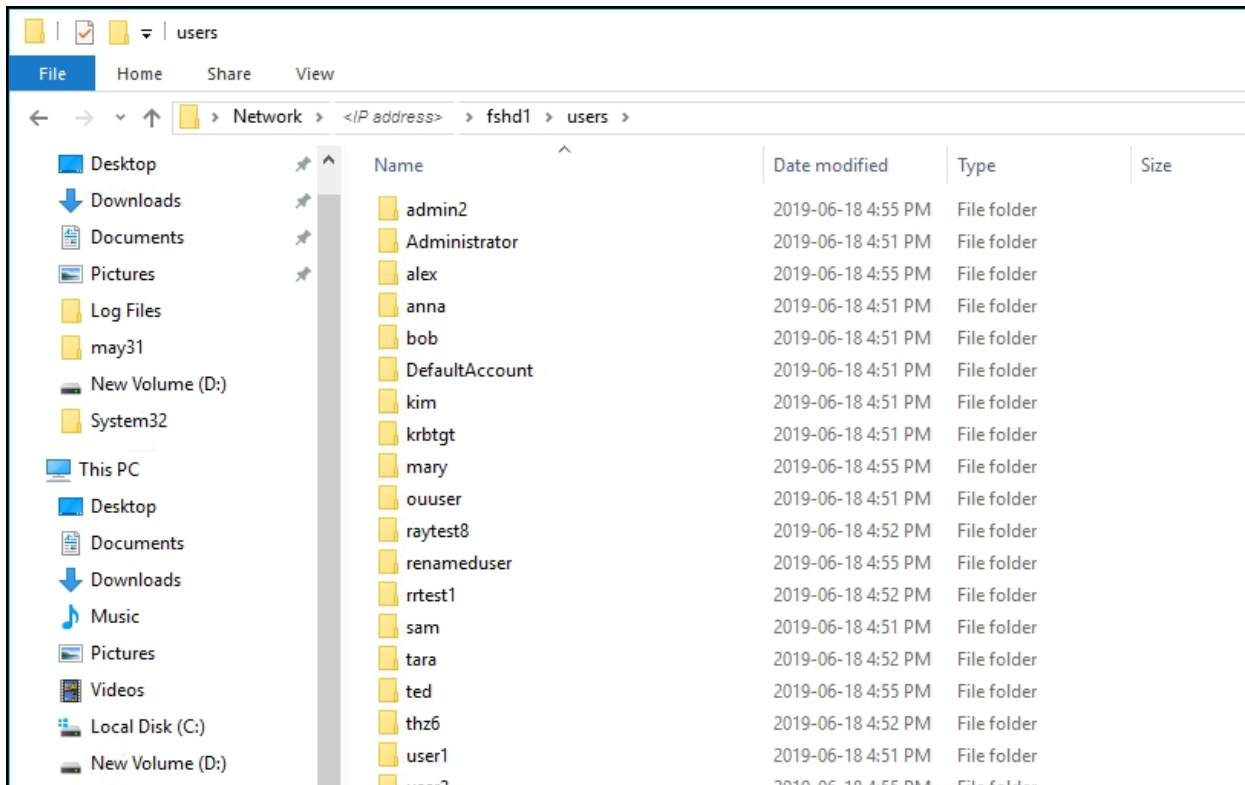 users
File Home Share View
Network > <IP address> > fshd1 > users >
Desktop
Downloads
Documents
Pictures
Log Files
may31
New Volume (D:)
System32
This PC
Desktop
Documents
Downloads
Music
Pictures
Videos
Local Disk (C:)
New Volume (D:)
Name Date modified Type Size
admin2 2019-06-18 4:55 PM File folder
Administrator 2019-06-18 4:51 PM File folder
alex 2019-06-18 4:55 PM File folder
anna 2019-06-18 4:51 PM File folder
bob 2019-06-18 4:51 PM File folder
DefaultAccount 2019-06-18 4:51 PM File folder
kim 2019-06-18 4:51 PM File folder
krbtgt 2019-06-18 4:51 PM File folder
mary 2019-06-18 4:55 PM File folder
ouuser 2019-06-18 4:51 PM File folder
raytest8 2019-06-18 4:52 PM File folder
renameduser 2019-06-18 4:55 PM File folder
rrtest1 2019-06-18 4:52 PM File folder
sam 2019-06-18 4:51 PM File folder
tara 2019-06-18 4:52 PM File folder
ted 2019-06-18 4:55 PM File folder
thz6 2019-06-18 4:52 PM File folder
user1 2019-06-18 4:51 PM File folder